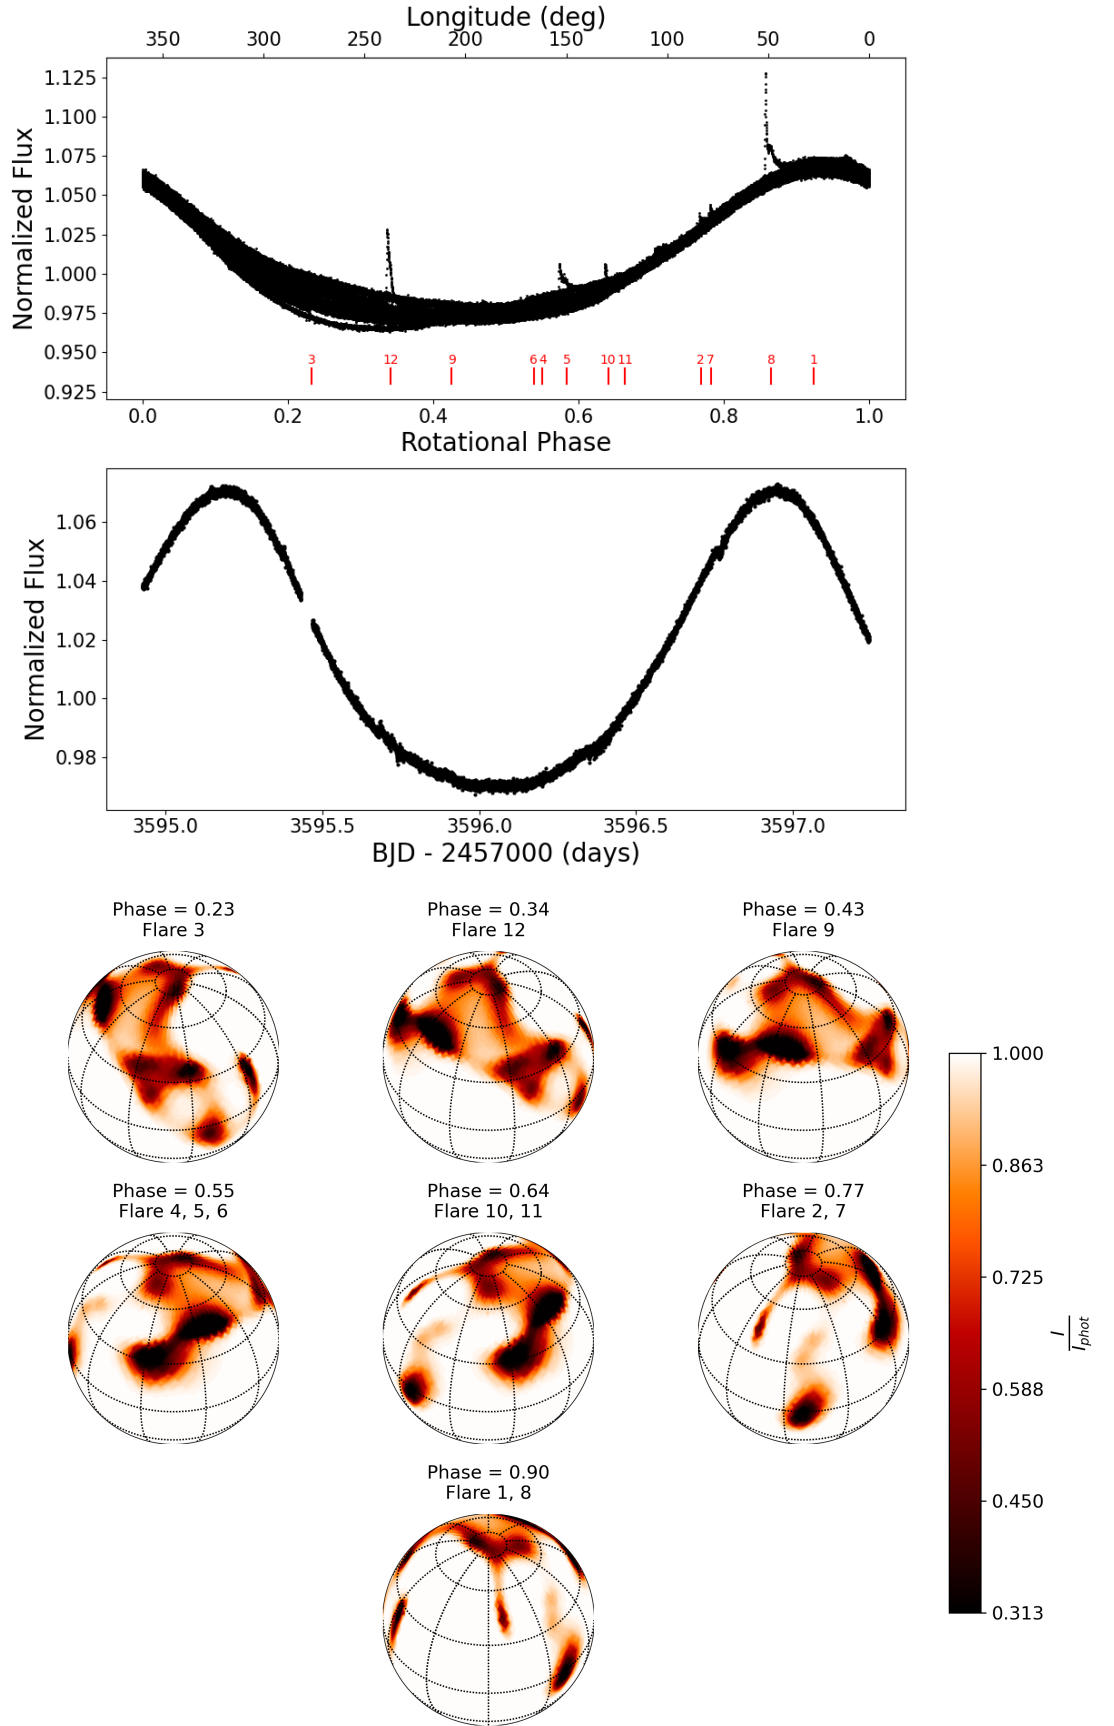 Longitude (deg)
350 300 250 200 150 100 50 0
Normalized Flux
1.125
1.100
1.075
1.050
1.025
1.000
0.975
0.950
0.925
3 12 9 6 4 5 10 11 2 7 8 1
0.0 0.2 0.4 0.6 0.8 1.0
Rotational Phase
Normalized Flux
1.06
1.04
1.02
1.00
0.98
3595.0 3595.5 3596.0 3596.5 3597.0
BJD - 2457000 (days)
Phase = 0.23
Flare 3
Phase = 0.34
Flare 12
Phase = 0.43
Flare 9
Phase = 0.55
Flare 4, 5, 6
Phase = 0.64
Flare 10, 11
Phase = 0.77
Flare 2, 7
Phase = 0.90
Flare 1, 8
1.000
0.863
0.725
0.588
0.450
0.313
I
I_phot